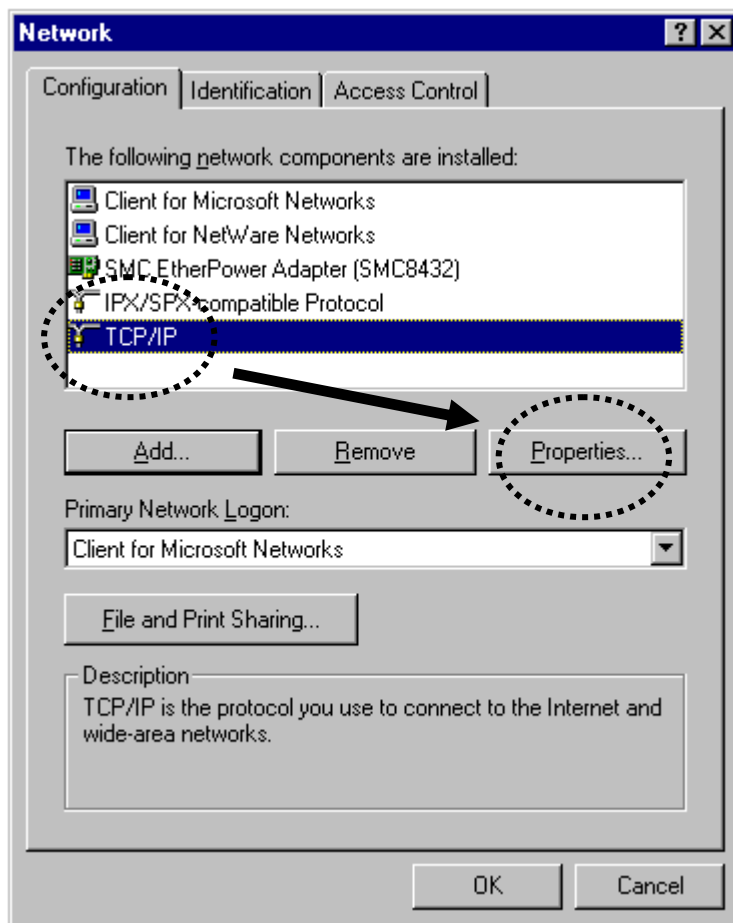 Network
Configuration Identification Access Control
The following network components are installed:
Client for Microsoft Networks
Client for NetWare Networks
SMC EtherPower Adapter (SMC8432)
IPX/SPX-compatible Protocol
TCP/IP
Add... Remove Properties...
Primary Network Logon:
Client for Microsoft Networks
File and Print Sharing...
Description
TCP/IP is the protocol you use to connect to the Internet and
wide-area networks.
OK Cancel